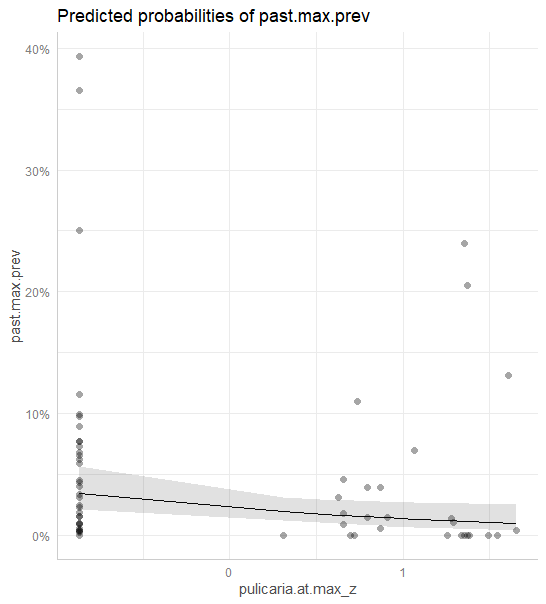 Predicted probabilities of past.max.prev
40%
30%
20%
10%
0%
past.max.prev
0 1
pulicaria.at.max_z